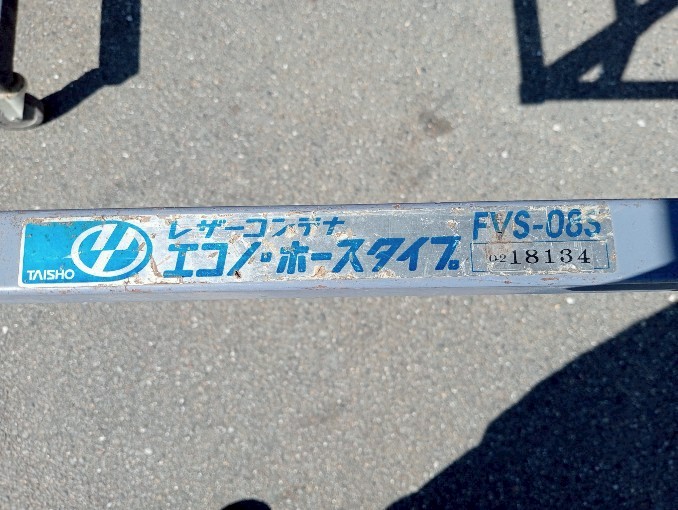 TAISHO
レザーコンテナ
エコノ・ホースタイプ
FVS-08S
0218134